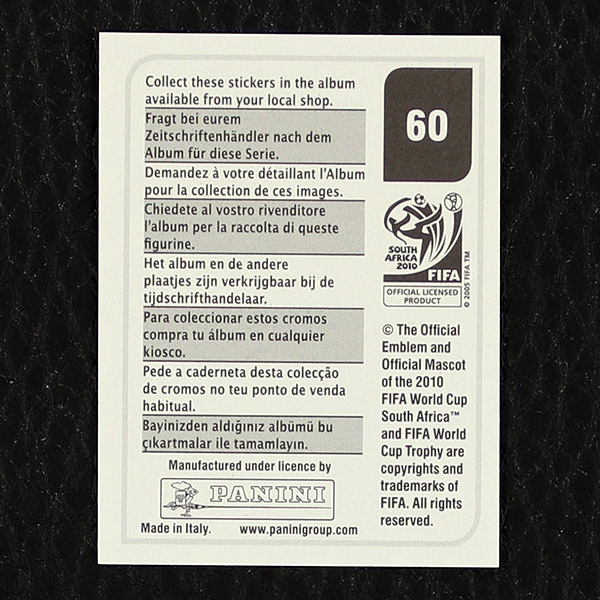 Collect these stickers in the album
available from your local shop.
Fragt bei eurem
Zeitschriftenhändler nach dem
Album für diese Serie.
Demandez à votre détaillant l'Album
pour la collection de ces images.
Chiedete al vostro rivenditore
l'album per la raccolta di queste
figurine.
Het album en de andere
plaatjes zijn verkrijgbaar bij de
tijdschrifthandelaar.
Para coleccionar estos cromos
compra tu álbum en cualquier
kiosco.
Pede a caderneta desta colecção
de cromos no teu ponto de venda
habitual.
Bayinizden aldığınız albümü bu
çıkartmalar ile tamamlayın.
Manufactured under licence by
PANINI
Made in Italy. www.paninigroup.com
60
SOUTH
AFRICA
2010
FIFA
OFFICIAL LICENSED
PRODUCT
© 2005 FIFA TM
© The Official
Emblem and
Official Mascot
of the 2010
FIFA World Cup
South Africa™
and FIFA World
Cup Trophy are
copyrights and
trademarks of
FIFA. All rights
reserved.